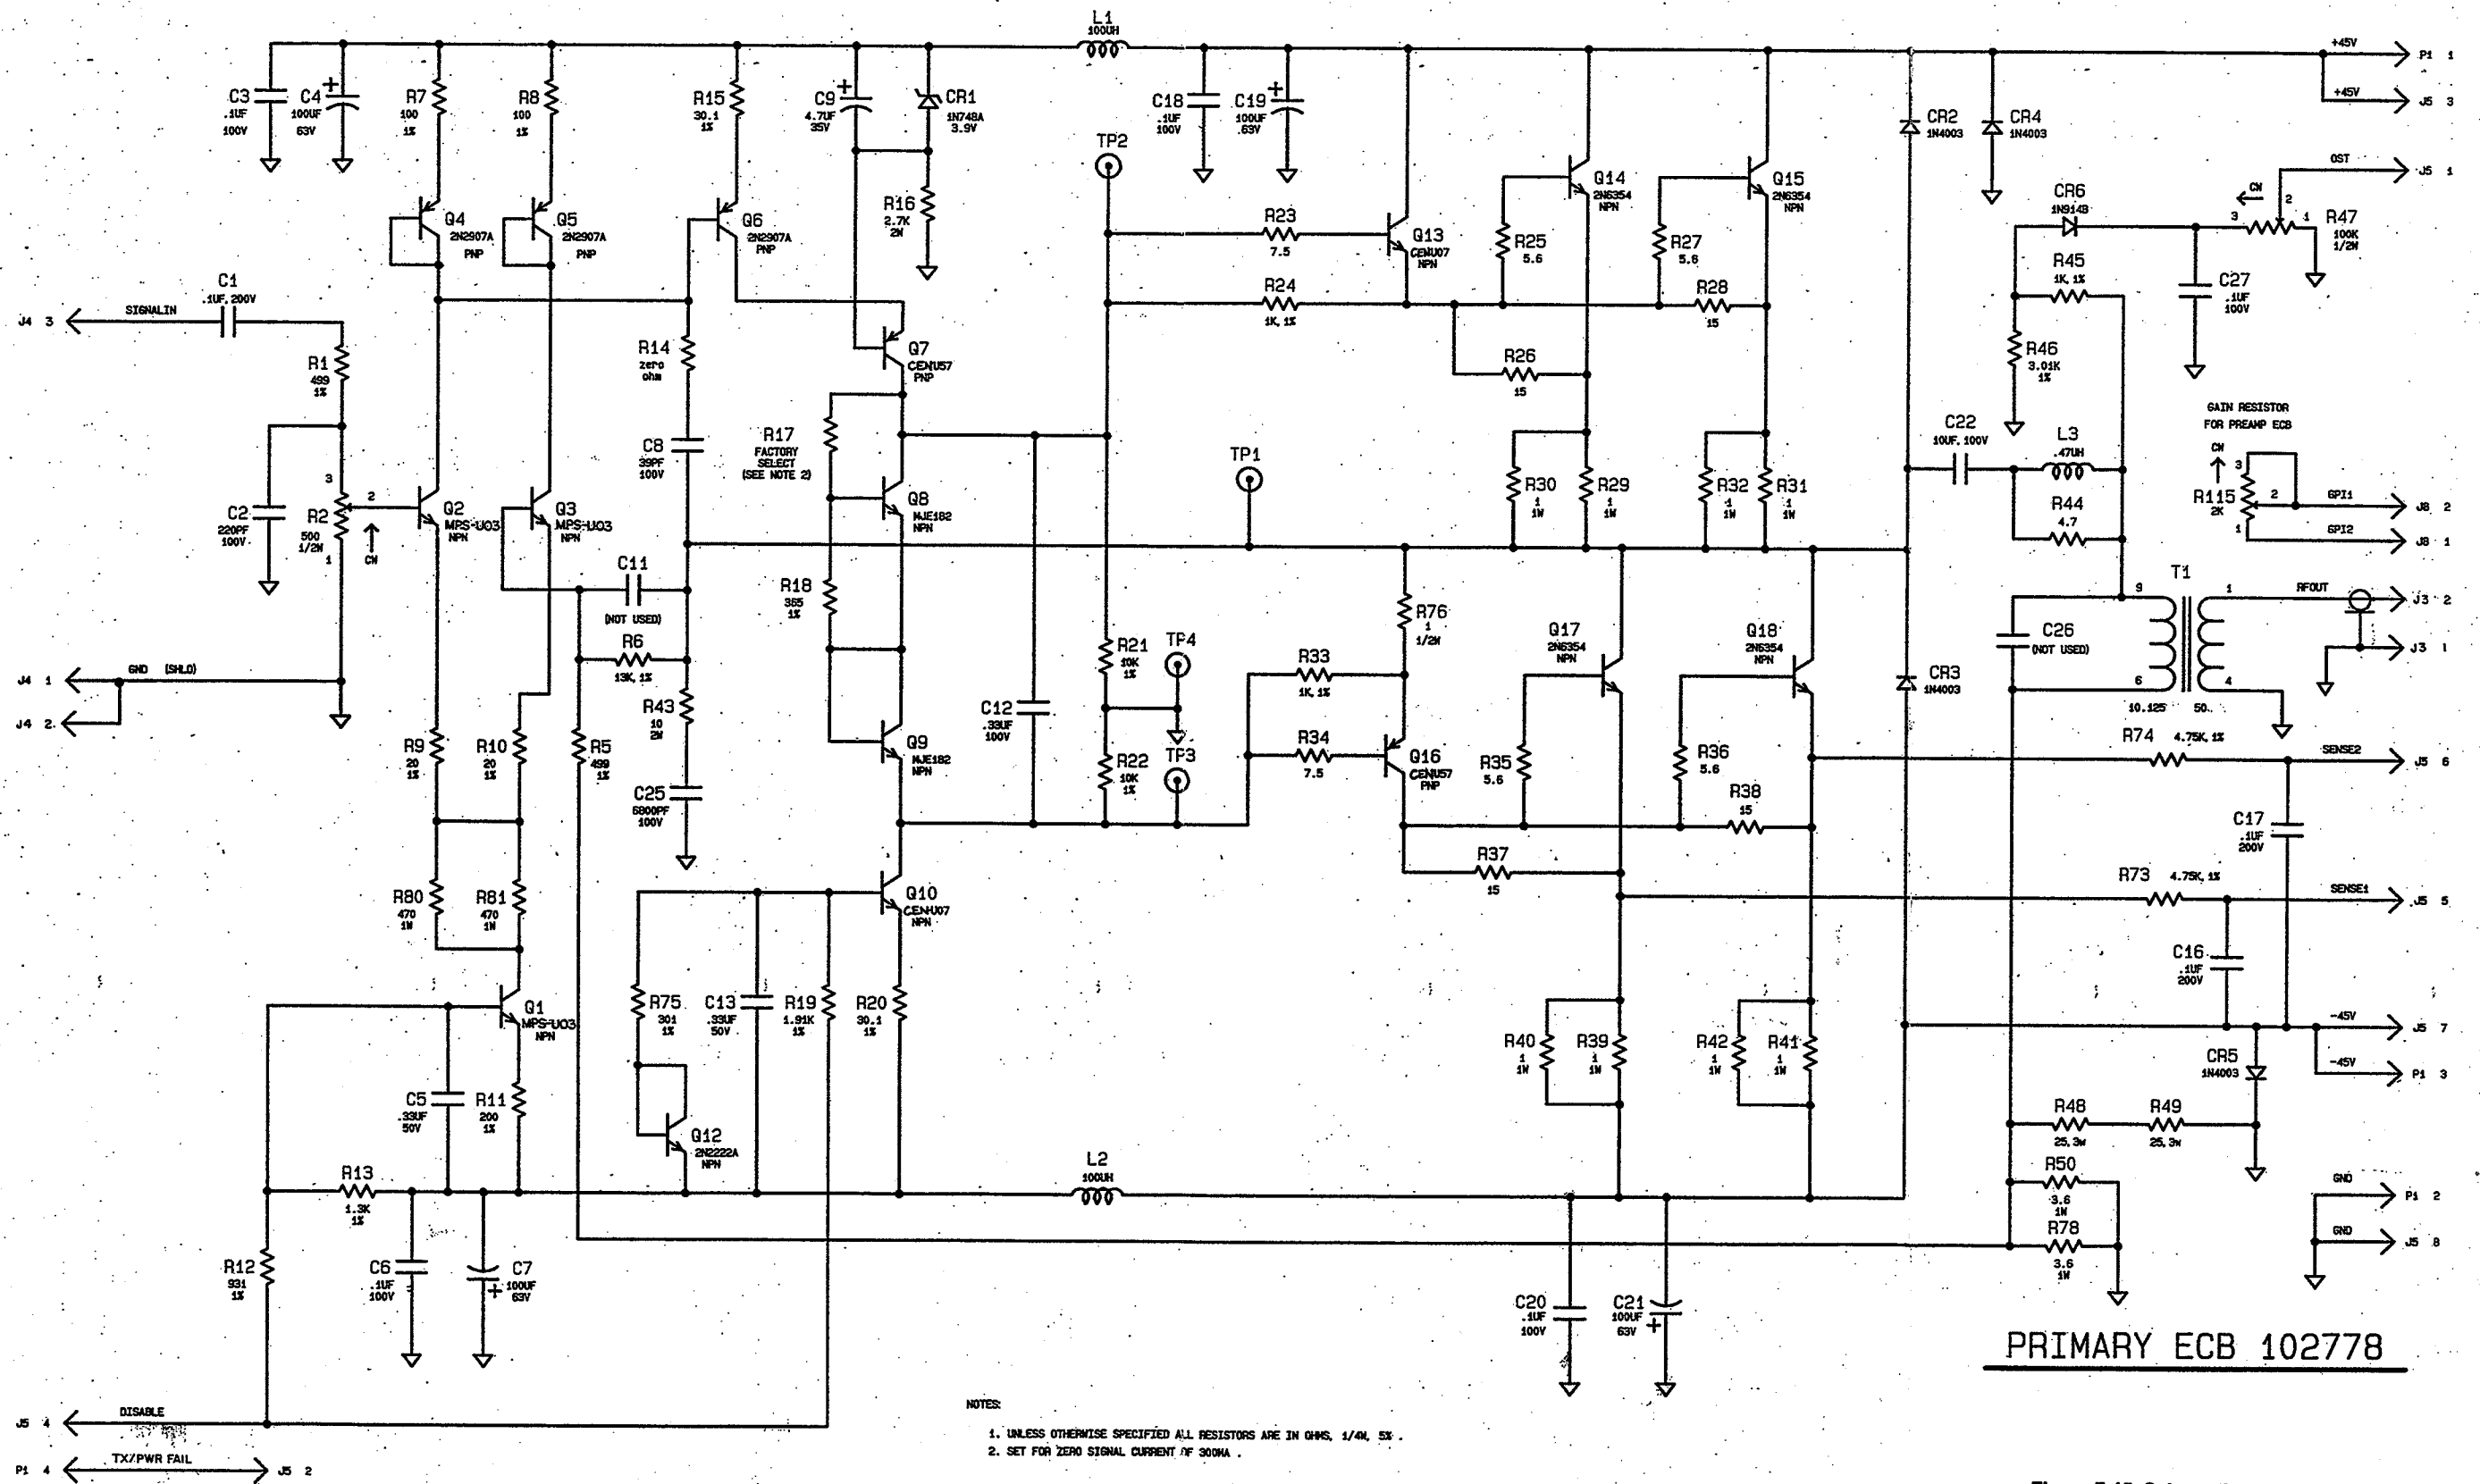 L1
100UH
+45V
P1 1
C3
.1UF
100V
C4
100UF
63V
R7
100
1%
R8
100
1%
R15
30.1
1%
C9
4.7UF
35V
CR1
1N748A
3.9V
C18
.1UF
100V
C19
100UF
.63V
CR2
1N4003
CR4
1N4003
+45V
J5 3
TP2
OST
J5 1
Q4
2N2907A
PNP
Q5
2N2907A
PNP
Q6
2N2907A
PNP
R16
2.7K
2W
R23
7.5
Q13
CENU07
NPN
Q14
2N6354
NPN
R25
5.6
Q15
2N6354
NPN
R27
5.6
CR6
1N914B
CW
3
2
1
R47
100K
1/2W
R45
1K, 1%
C27
.1UF
100V
C1
.1UF, 200V
J4 3
SIGNALIN
R24
1K, 1%
R28
15
R1
499
1%
R14
zero
ohm
Q7
CENU57
PNP
R26
15
R46
3.01K
1%
R17
FACTORY
SELECT
(SEE NOTE 2)
C8
39PF
100V
TP1
C22
10UF, 100V
L3
.47UH
GAIN RESISTOR
FOR PREAMP ECB
CW
3
R115
2K
2
1
GPI1
J8 2
GPI2
J8 1
C2
220PF
100V
3
R2
500
1/2W
2
1
CW
Q2
MPS-U03
NPN
Q3
MPS-U03
NPN
Q8
MJE182
NPN
R30
1
1W
R29
1
1W
R32
1
1W
R31
1
1W
R44
4.7
C11
(NOT USED)
R18
365
1%
R76
1
1/2W
T1
9
1
6
4
10.125
50.
RFOUT
J3 2
J3 1
R6
13K, 1%
R21
10K
1%
TP4
R33
1K, 1%
Q17
2N6354
NPN
Q18
2N6354
NPN
CR3
1N4003
C26
(NOT USED)
J4 1
GND (SHLD)
J4 2
R43
10
2W
C12
.33UF
100V
R9
20
1%
R10
20
1%
R5
499
1%
Q9
MJE182
NPN
R22
10K
1%
TP3
R34
7.5
Q16
CENU57
PNP
R35
5.6
R36
5.6
R74
4.75K, 1%
SENSE2
J5 6
C25
6800PF
100V
R38
15
C17
.1UF
200V
R37
15
R80
470
1W
R81
470
1W
Q10
CENU07
NPN
R73
4.75K, 1%
SENSE1
J5 5
C16
.1UF
200V
Q1
MPS-U03
NPN
R75
301
1%
C13
.33UF
50V
R19
1.91K
1%
R20
30.1
1%
R40
1
1W
R39
1
1W
R42
1
1W
R41
1
1W
-45V
J5 7
CR5
1N4003
-45V
P1 3
C5
.33UF
50V
R11
200
1%
Q12
2N2222A
NPN
R48
25, 3W
R49
25, 3W
L2
100UH
R13
1.3K
1%
R50
3.6
1W
GND
P1 2
R78
3.6
1W
GND
J5 8
R12
931
1%
C6
.1UF
100V
C7
100UF
63V
C20
.1UF
100V
C21
100UF
63V
PRIMARY ECB 102778
J5 4
DISABLE
NOTES:
1. UNLESS OTHERWISE SPECIFIED ALL RESISTORS ARE IN OHMS, 1/4W, 5% .
2. SET FOR ZERO SIGNAL CURRENT OF 300MA .
P1 4
TX/PWR FAIL
J5 2